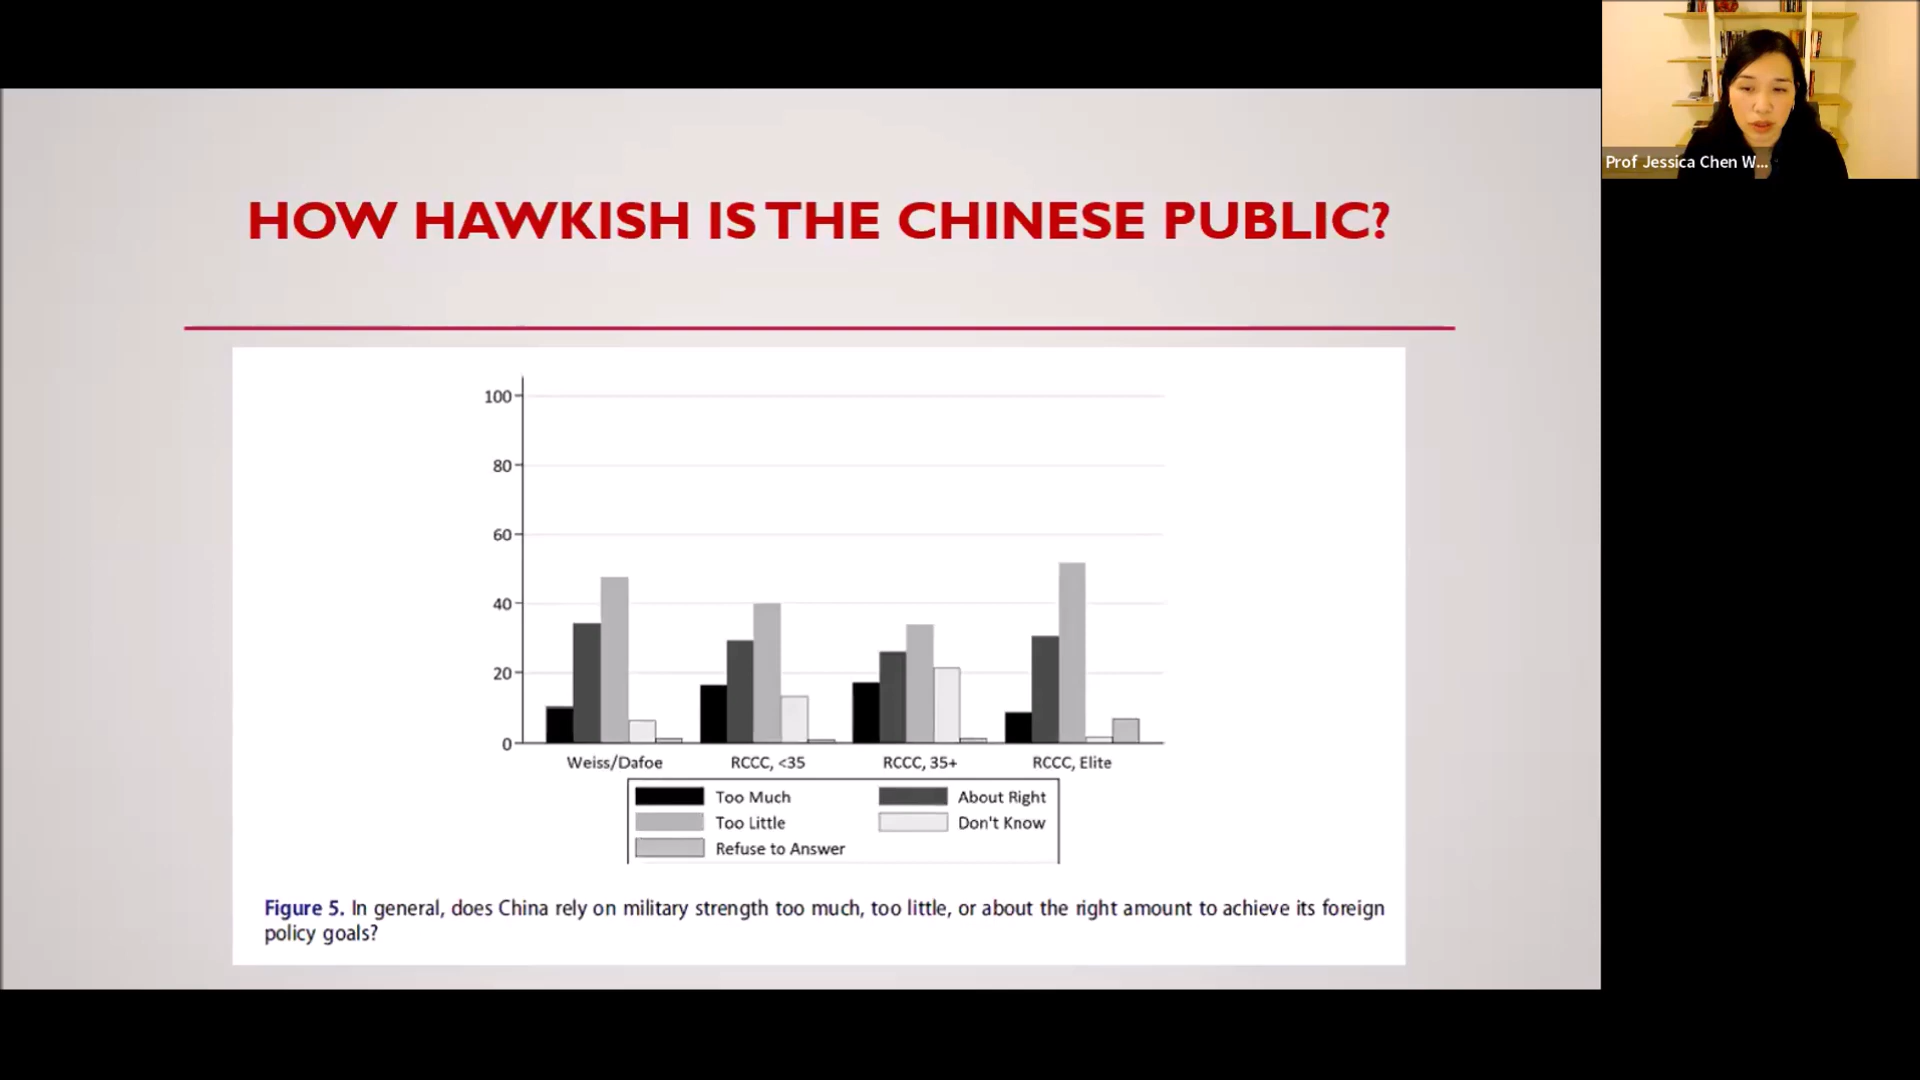 Prof Jessica Chen W...
HOW HAWKISH IS THE CHINESE PUBLIC?
100
80
60
40
20
0
Weiss/Dafoe RCCC, <35 RCCC, 35+ RCCC, Elite
Too Much About Right
Too Little Don't Know
Refuse to Answer
Figure 5. In general, does China rely on military strength too much, too little, or about the right amount to achieve its foreign
policy goals?